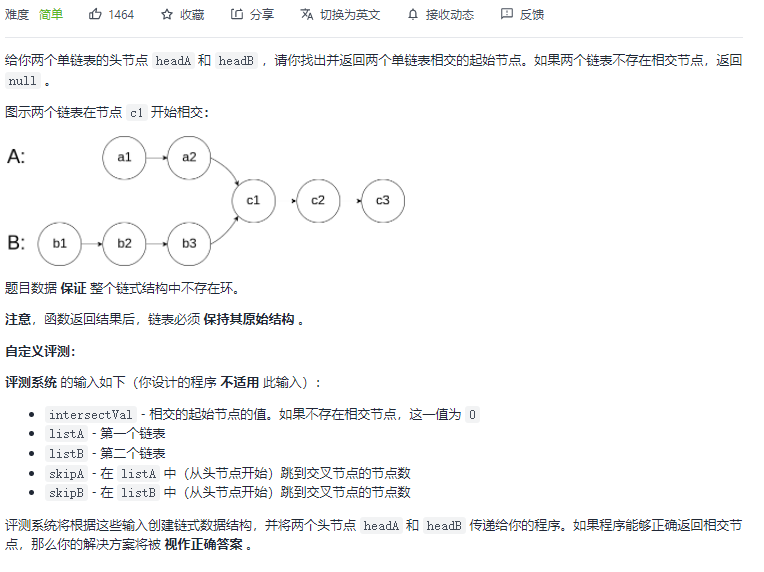 难度 简单 1464 收藏 分享 切换为英文 接收动态 反馈
给你两个单链表的头节点 headA 和 headB ，请你找出并返回两个单链表相交的起始节点。如果两个链表不存在相交节点，返回
null 。
图示两个链表在节点 c1 开始相交：
A: a1 a2
c1 c2 c3
B: b1 b2 b3
题目数据 保证 整个链式结构中不存在环。
注意，函数返回结果后，链表必须 保持其原始结构 。
自定义评测：
评测系统 的输入如下（你设计的程序 不适用 此输入）：
• intersectVal - 相交的起始节点的值。如果不存在相交节点，这一值为 0
• listA - 第一个链表
• listB - 第二个链表
• skipA - 在 listA 中（从头节点开始）跳到交叉节点的节点数
• skipB - 在 listB 中（从头节点开始）跳到交叉节点的节点数
评测系统将根据这些输入创建链式数据结构，并将两个头节点 headA 和 headB 传递给你的程序。如果程序能够正确返回相交节
点，那么你的解决方案将被 视作正确答案 。